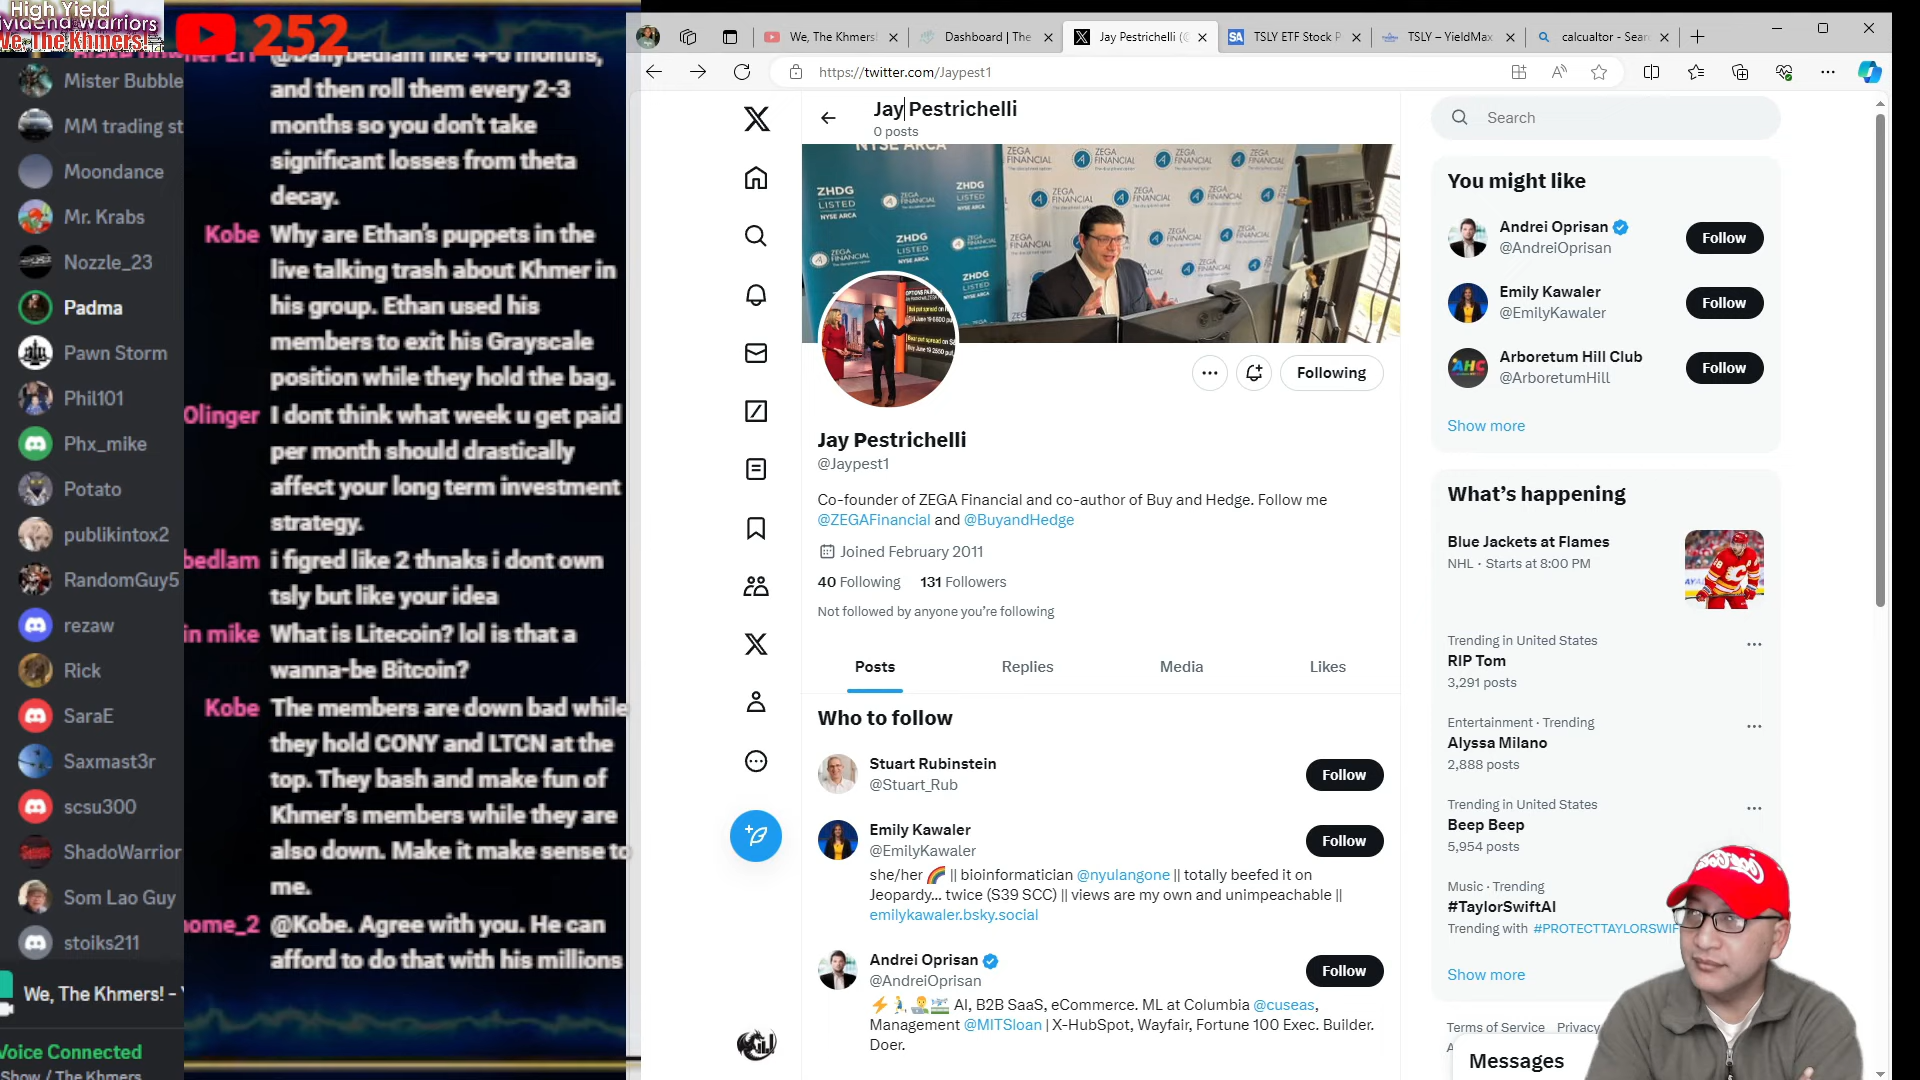 High Yield
Dividend Warriors
We, The Khmers!
252
Mister Bubble
MM trading st
Moondance
Mr. Krabs
Nozzle_23
Padma
Pawn Storm
Phil101
Phx_mike
Potato
publikintox2
RandomGuy5
rezaw
Rick
SaraE
Saxmast3r
scsu300
ShadoWarrior
Som Lao Guy
stoiks211
We, The Khmers! -
Voice Connected
Show / The Khmers
and then roll them every 2-3
months so you don't take
significant losses from theta
decay.
Kobe Why are Ethan's puppets in the
live talking trash about Khmer in
his group. Ethan used his
members to exit his Grayscale
position while they hold the bag.
Olinger I dont think what week u get paid
per month should drastically
affect your long term investment
strategy.
bedlam i figred like 2 thnaks i dont own
tsly but like your idea
in mike What is Litecoin? lol is that a
wanna-be Bitcoin?
Kobe The members are down bad while
they hold CONY and LTCN at the
top. They bash and make fun of
Khmer's members while they are
also down. Make it make sense to
me.
ome_2 @Kobe. Agree with you. He can
afford to do that with his millions
We, The Khmers!
Dashboard | The
Jay Pestrichelli (@
SA TSLY ETF Stock P
TSLY – YieldMax
calcualtor - Sear
https://twitter.com/Jaypest1
Jay Pestrichelli
0 posts
NYSE ARCA
ZHDG
LISTED
NYSE ARCA
ZEGA
FINANCIAL
Following
Jay Pestrichelli
@Jaypest1
Co-founder of ZEGA Financial and co-author of Buy and Hedge. Follow me
@ZEGAFinancial and @BuyandHedge
Joined February 2011
40 Following 131 Followers
Not followed by anyone you're following
Posts Replies Media Likes
Who to follow
Stuart Rubinstein
@Stuart_Rub
Follow
Emily Kawaler
@EmilyKawaler
Follow
she/her 🌈 || bioinformatician @nyulangone || totally beefed it on
Jeopardy... twice (S39 SCC) || views are my own and unimpeachable ||
emilykawaler.bsky.social
Andrei Oprisan
@AndreiOprisan
Follow
AI, B2B SaaS, eCommerce. ML at Columbia @cuseas,
Management @MITSloan | X-HubSpot, Wayfair, Fortune 100 Exec. Builder.
Doer.
Search
You might like
Andrei Oprisan
@AndreiOprisan
Follow
Emily Kawaler
@EmilyKawaler
Follow
AHC
Arboretum Hill Club
@ArboretumHill
Follow
Show more
What's happening
Blue Jackets at Flames
NHL · Starts at 8:00 PM
Trending in United States
RIP Tom
3,291 posts
Entertainment · Trending
Alyssa Milano
2,888 posts
Trending in United States
Beep Beep
5,954 posts
Music · Trending
#TaylorSwiftAI
Trending with #PROTECTTAYLORSWIF
Show more
Terms of Service Privacy
Messages
Coca-Cola